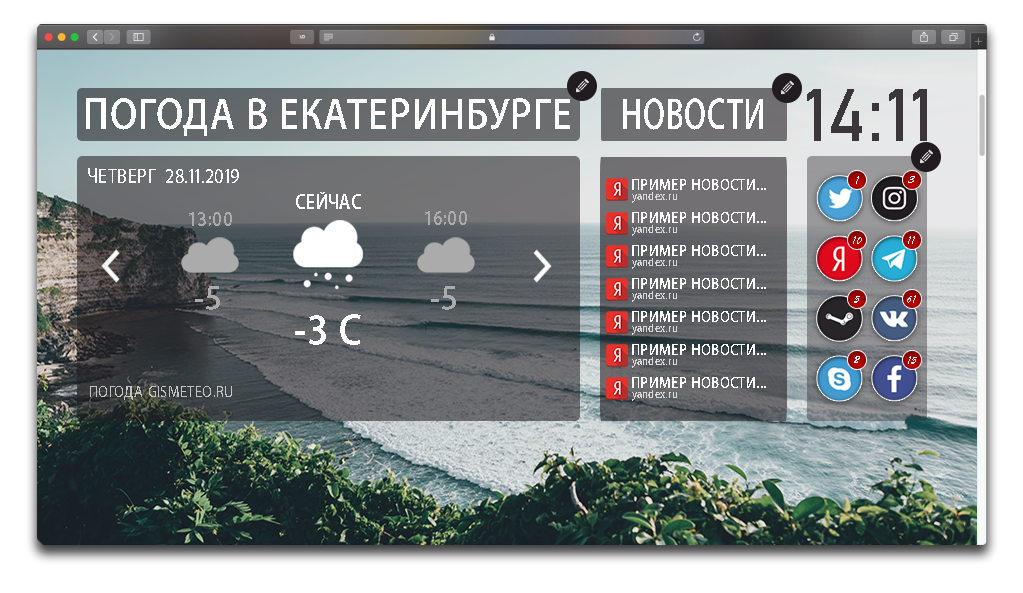 ПОГОДА В ЕКАТЕРИНБУРГЕ
НОВОСТИ
14:11
ЧЕТВЕРГ 28.11.2019
СЕЙЧАС
13:00
16:00
-5
-5
-3 C
ПОГОДА GISMETEO.RU
Я ПРИМЕР НОВОСТИ...
yandex.ru
Я ПРИМЕР НОВОСТИ...
yandex.ru
Я ПРИМЕР НОВОСТИ...
yandex.ru
Я ПРИМЕР НОВОСТИ...
yandex.ru
Я ПРИМЕР НОВОСТИ...
yandex.ru
Я ПРИМЕР НОВОСТИ...
yandex.ru
Я ПРИМЕР НОВОСТИ...
yandex.ru
1
3
Я 10
11
5
61
8
15